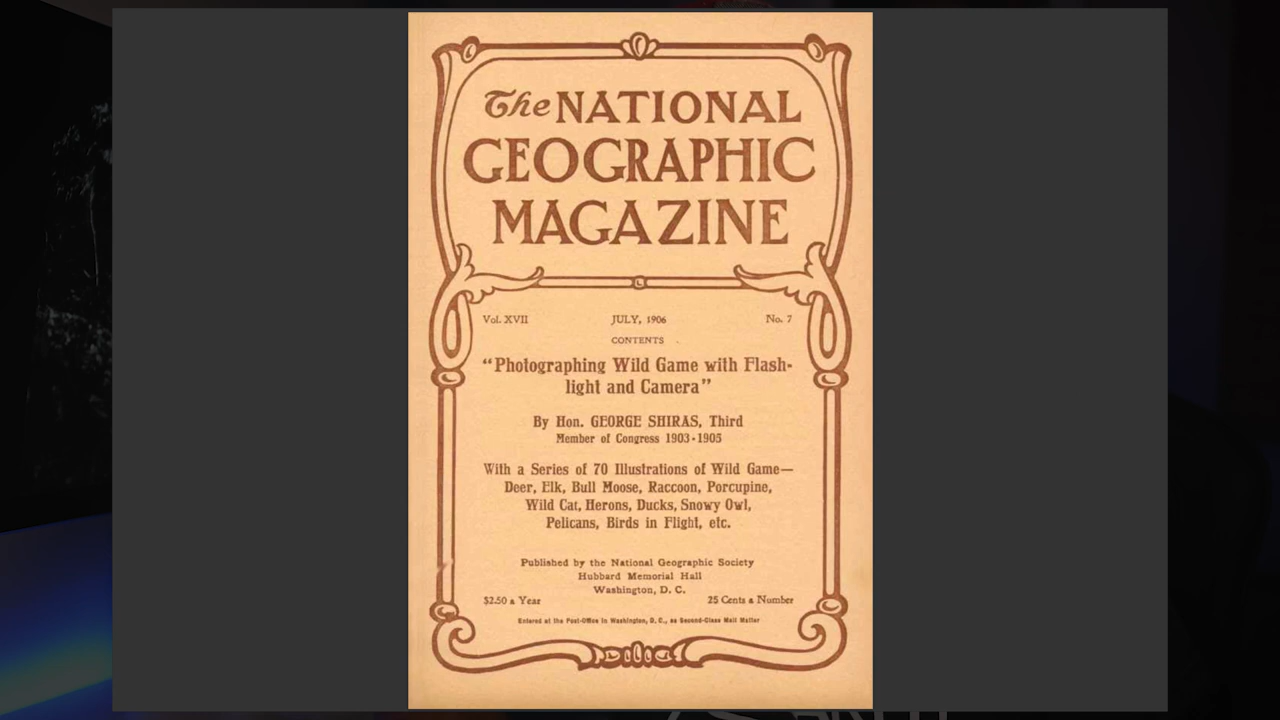 The NATIONAL
GEOGRAPHIC
MAGAZINE
Vol. XVII JULY, 1906 No. 7
CONTENTS
“Photographing Wild Game with Flash-
light and Camera”
By Hon. GEORGE SHIRAS, Third
Member of Congress 1903-1905
With a Series of 70 Illustrations of Wild Game—
Deer, Elk, Bull Moose, Raccoon, Porcupine,
Wild Cat, Herons, Ducks, Snowy Owl,
Pelicans, Birds in Flight, etc.
Published by the National Geographic Society
Hubbard Memorial Hall
Washington, D. C.
$2.50 a Year 25 Cents a Number
Entered at the Post-Office in Washington, D. C., as Second-Class Mail Matter